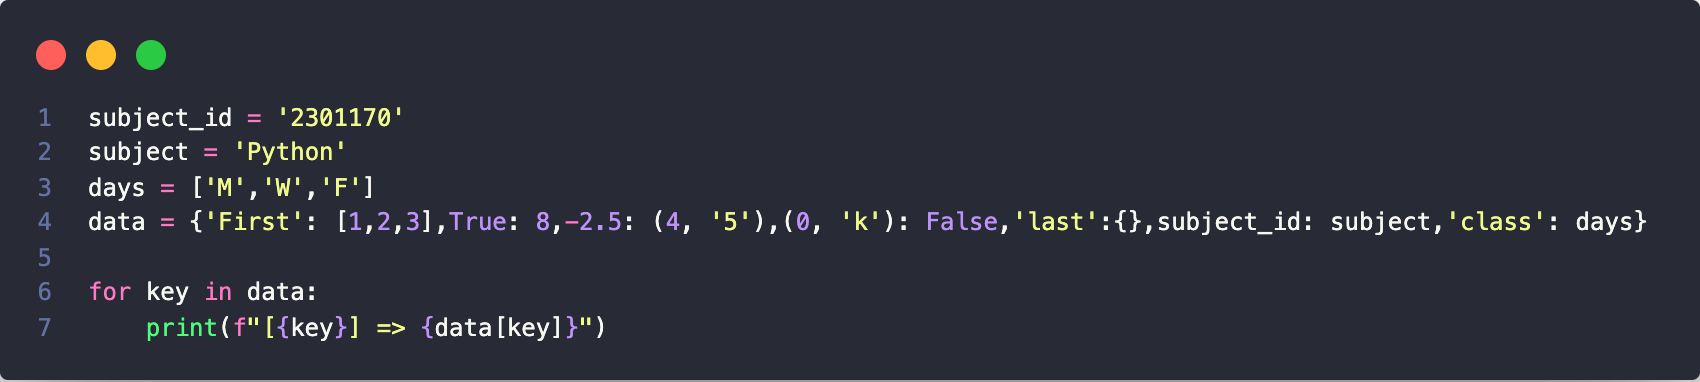 1 subject_id = '2301170'
2 subject = 'Python'
3 days = ['M','W','F']
4 data = {'First': [1,2,3],True: 8,-2.5: (4, '5'),(0, 'k'): False,'last':{},subject_id: subject,'class': days}
5
6 for key in data:
7     print(f"[{key}] => {data[key]}")